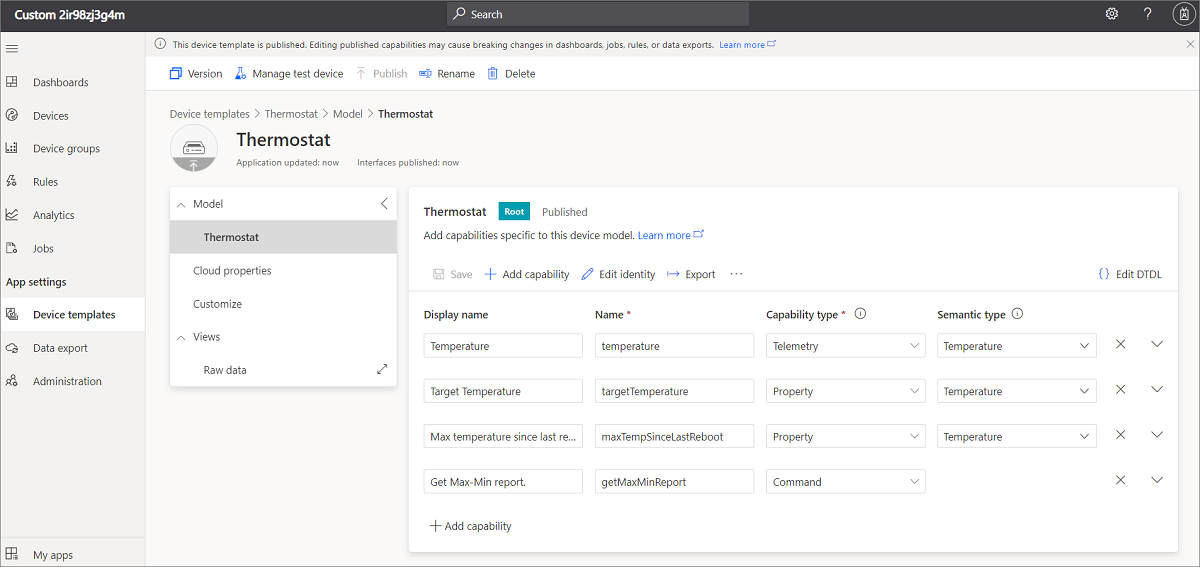 Custom 2ir98zj3g4m
Search
?
This device template is published. Editing published capabilities may cause breaking changes in dashboards, jobs, rules, or data exports. Learn more
Version Manage test device Publish Rename Delete
Dashboards
Devices
Device groups
Rules
Analytics
Jobs
App settings
Device templates
Data export
Administration
My apps
Device templates > Thermostat > Model > Thermostat
Thermostat
Application updated: now Interfaces published: now
Model
Thermostat
Cloud properties
Customize
Views
Raw data
Thermostat Root Published
Add capabilities specific to this device model. Learn more
Save Add capability Edit identity Export ··· {} Edit DTDL
Display name Name * Capability type * Semantic type
Temperature temperature Telemetry Temperature
Target Temperature targetTemperature Property Temperature
Max temperature since last re... maxTempSinceLastReboot Property Temperature
Get Max-Min report. getMaxMinReport Command
Add capability